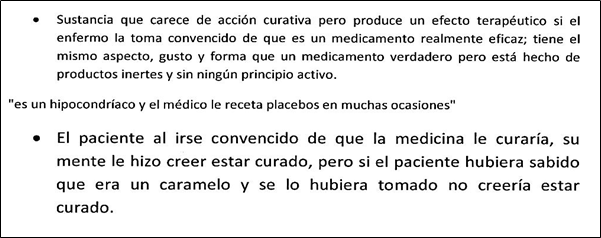 • Sustancia que carece de acción curativa pero produce un efecto terapéutico si el
enfermo la toma convencido de que es un medicamento realmente eficaz; tiene el
mismo aspecto, gusto y forma que un medicamento verdadero pero está hecho de
productos inertes y sin ningún principio activo.
"es un hipocondríaco y el médico le receta placebos en muchas ocasiones"
• El paciente al irse convencido de que la medicina le curaría, su
mente le hizo creer estar curado, pero si el paciente hubiera sabido
que era un caramelo y se lo hubiera tomado no creería estar
curado.